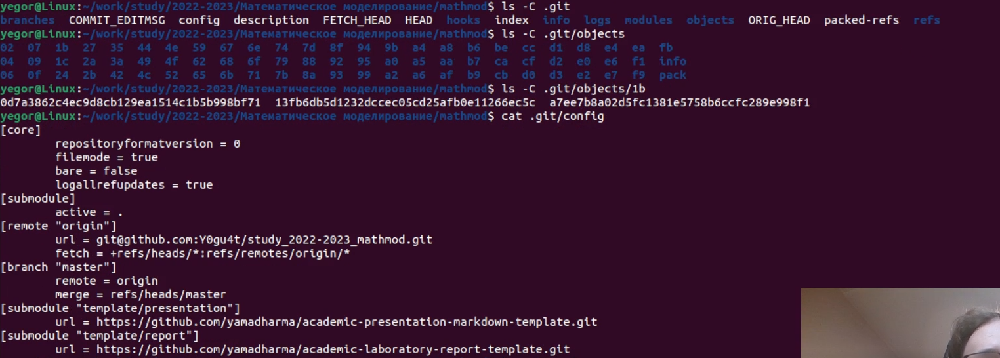 yegor@Linux:~/work/study/2022-2023/Математическое моделирование/mathmod$ ls -C .git
branches  COMMIT_EDITMSG  config  description  FETCH_HEAD  HEAD  hooks  index  info  logs  modules  objects  ORIG_HEAD  packed-refs  refs
yegor@Linux:~/work/study/2022-2023/Математическое моделирование/mathmod$ ls -C .git/objects
02  07  1b  27  35  44  4e  59  67  6e  74  7d  8f  94  9b  a4  a8  b6  be  cc  d1  d8  e4  ea  fb
04  09  1c  2a  3a  49  4f  62  68  6f  79  88  92  95  a0  a5  aa  b7  ca  cf  d2  e0  e6  f1  info
06  0f  24  2b  42  4c  52  65  6b  71  7b  8a  93  99  a2  a6  af  b9  cb  d0  d3  e2  e7  f9  pack
yegor@Linux:~/work/study/2022-2023/Математическое моделирование/mathmod$ ls -C .git/objects/1b
0d7a3862c4ec9d8cb129ea1514c1b5b998bf71  13fb6db5d1232dccec05cd25afb0e11266ec5c  a7ee7b8a02d5fc1381e5758b6ccfc289e998f1
yegor@Linux:~/work/study/2022-2023/Математическое моделирование/mathmod$ cat .git/config
[core]
        repositoryformatversion = 0
        filemode = true
        bare = false
        logallrefupdates = true
[submodule]
        active = .
[remote "origin"]
        url = git@github.com:Y0gu4t/study_2022-2023_mathmod.git
        fetch = +refs/heads/*:refs/remotes/origin/*
[branch "master"]
        remote = origin
        merge = refs/heads/master
[submodule "template/presentation"]
        url = https://github.com/yamadharma/academic-presentation-markdown-template.git
[submodule "template/report"]
        url = https://github.com/yamadharma/academic-laboratory-report-template.git